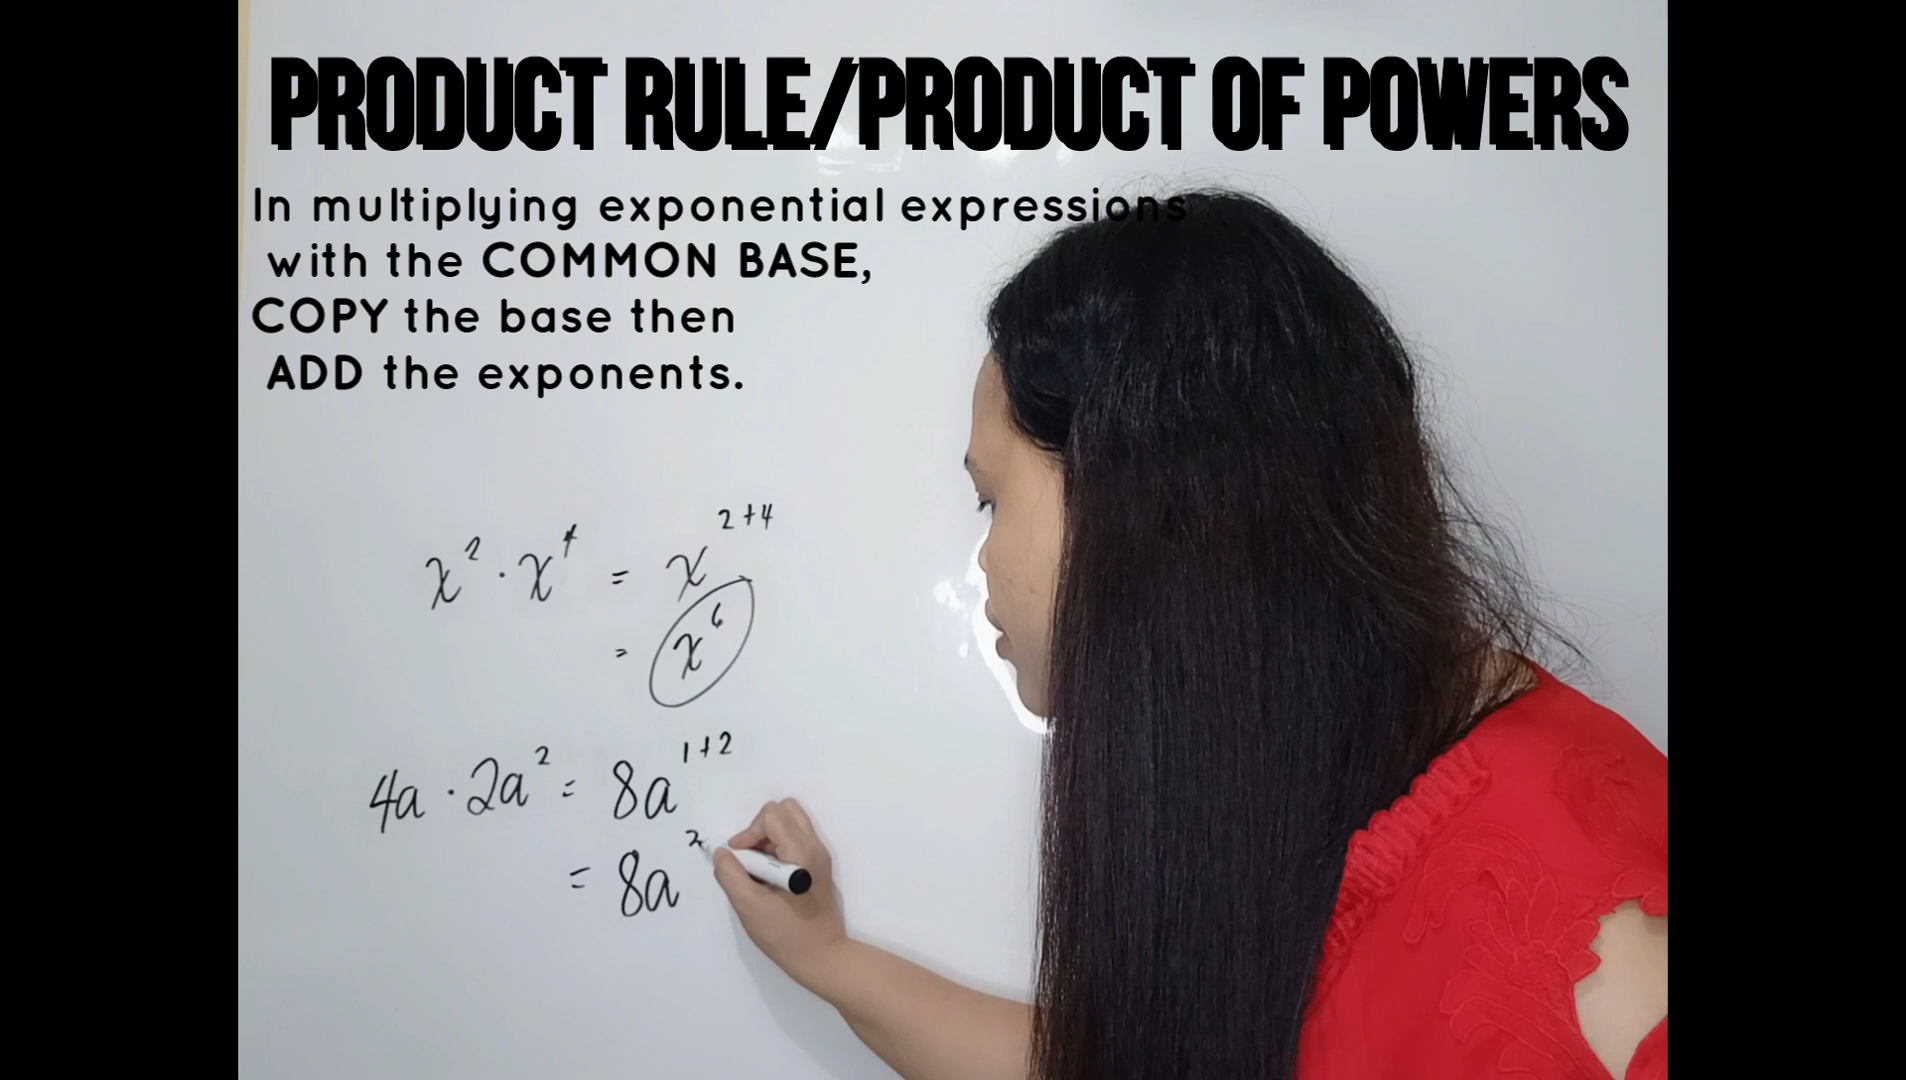 PRODUCT RULE/PRODUCT OF POWERS
In multiplying exponential expressions
with the COMMON BASE,
COPY the base then
ADD the exponents.
x² · x⁴ = x²⁺⁴
= x⁶
4a · 2a² = 8a¹⁺²
= 8a